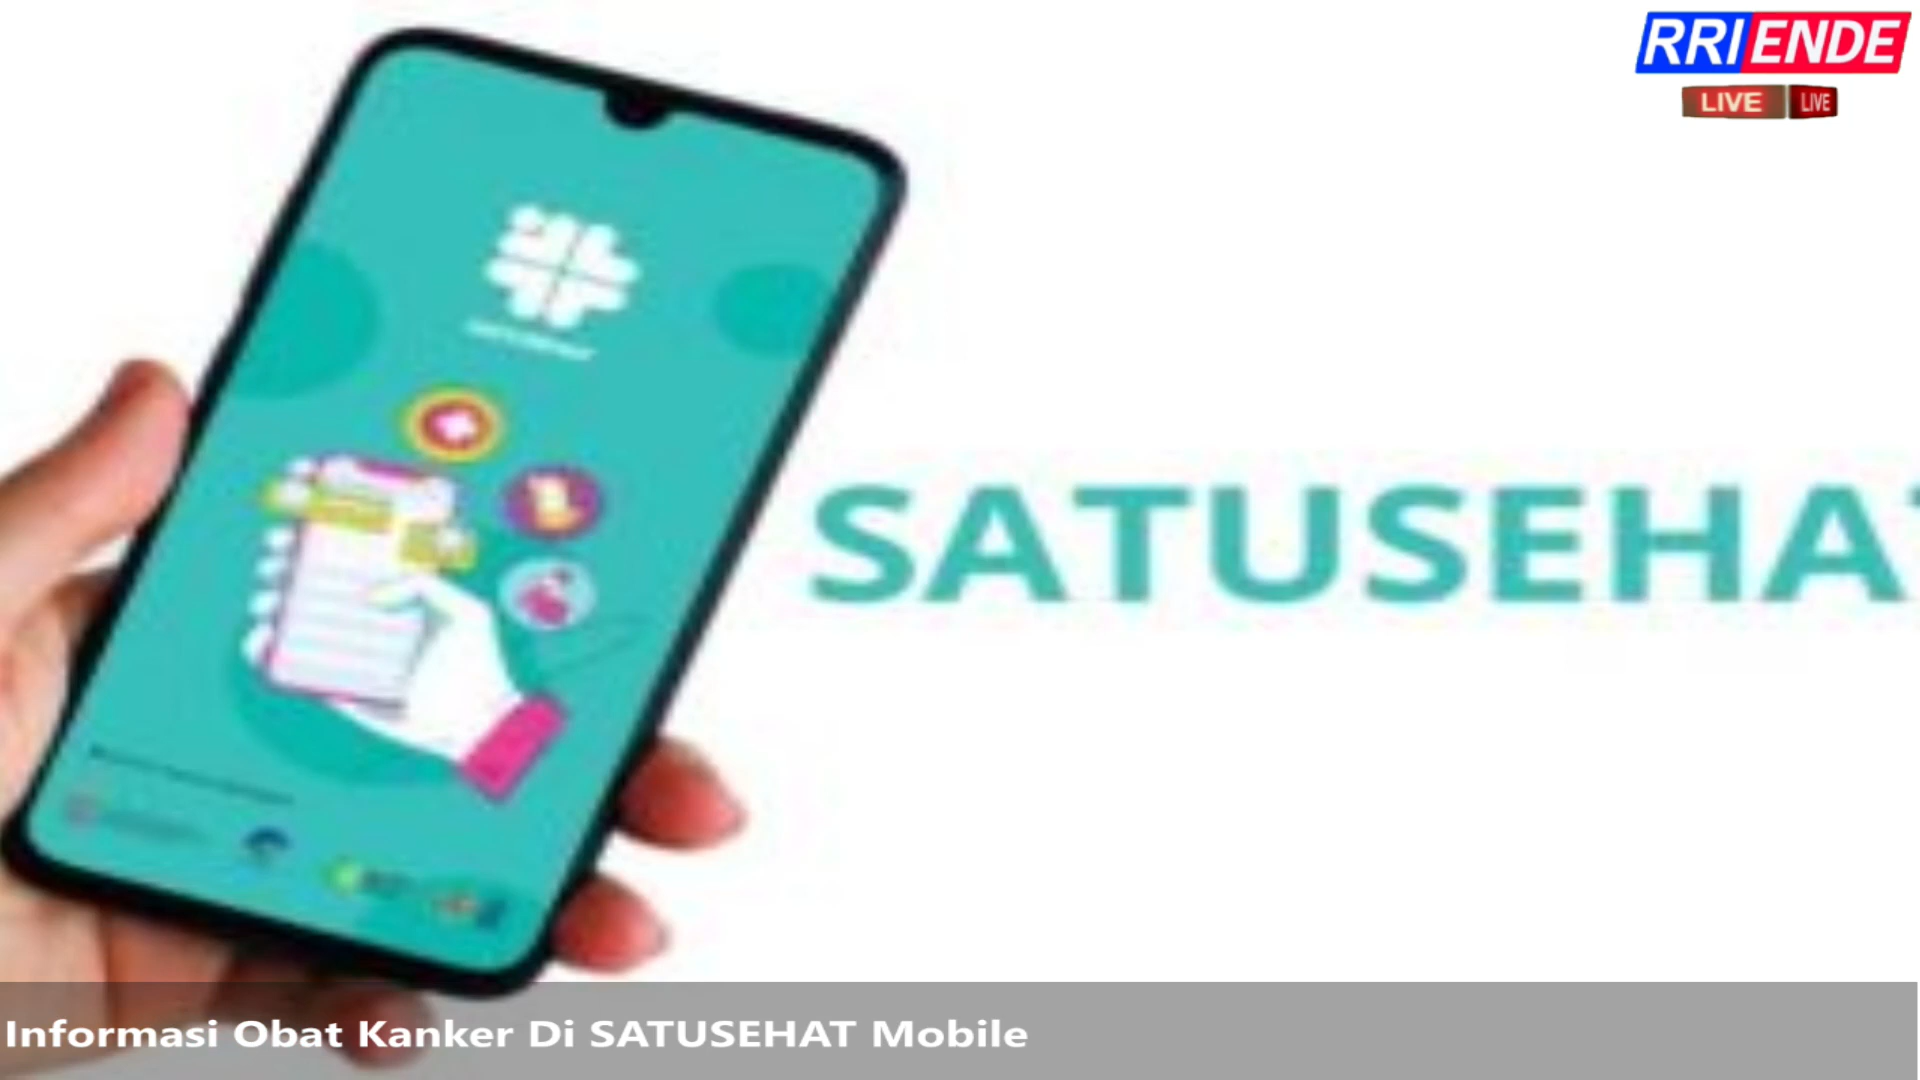 RRI ENDE
LIVE LIVE
SATUSEHAT
Informasi Obat Kanker Di SATUSEHAT Mobile